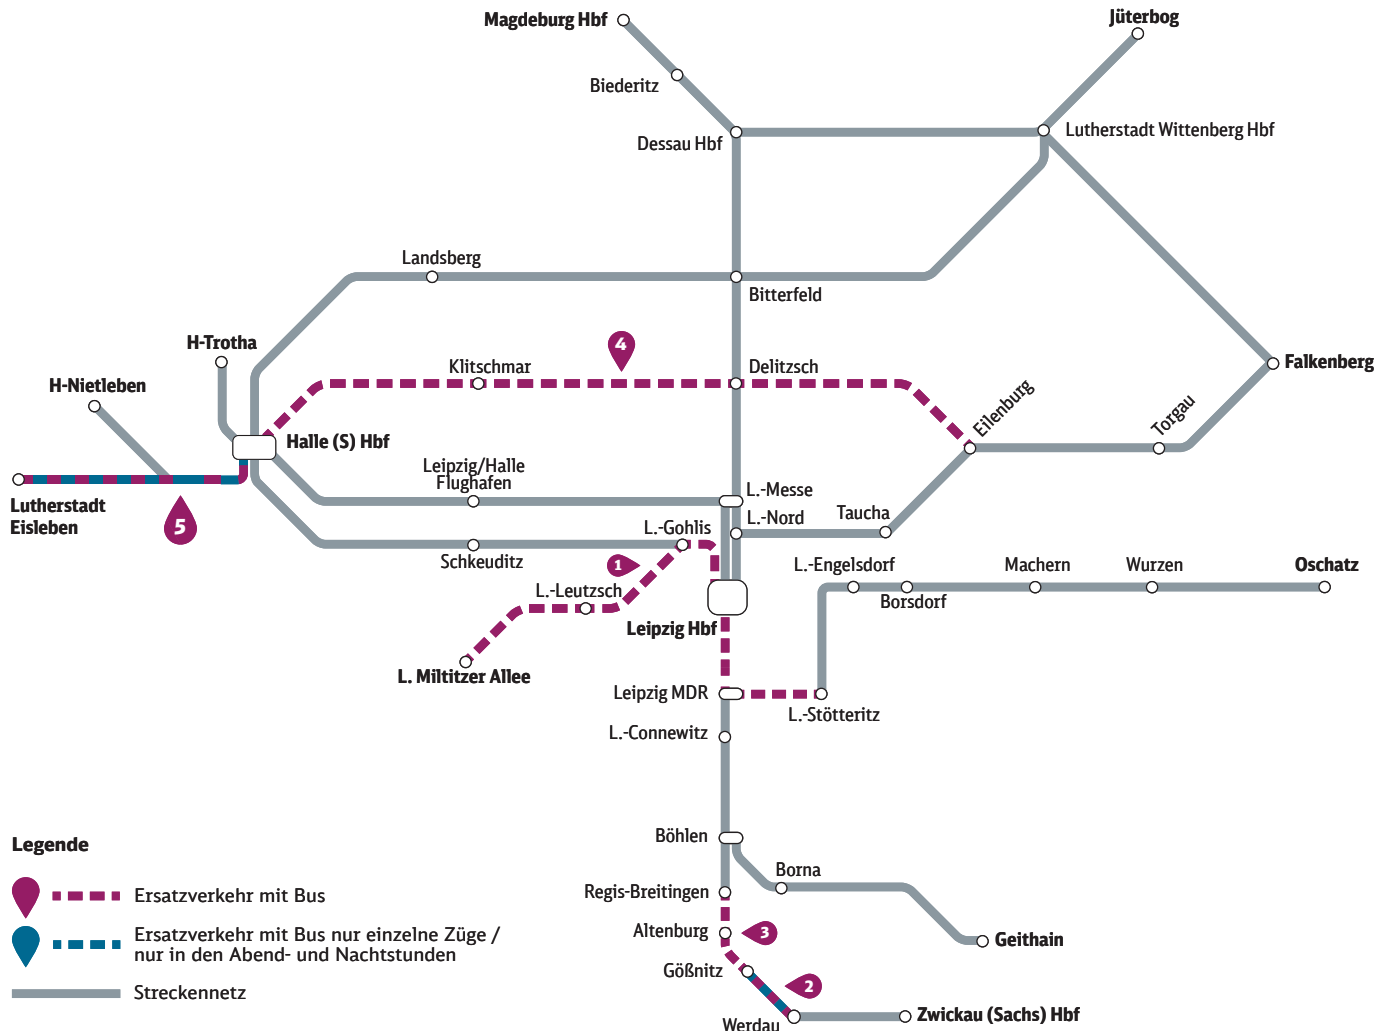 Magdeburg Hbf
Jüterbog
Biederitz
Dessau Hbf
Lutherstadt Wittenberg Hbf
Landsberg
Bitterfeld
H-Trotha
4
Klitschmar
Delitzsch
Falkenberg
H-Nietleben
Eilenburg
Torgau
Halle (S) Hbf
Leipzig/Halle
Flughafen
L.-Messe
Lutherstadt
Eisleben
5
L.-Nord
Taucha
L.-Gohlis
Schkeuditz
1
L.-Engelsdorf
Machern
Wurzen
Oschatz
L.-Leutzsch
Borsdorf
Leipzig Hbf
L. Miltitzer Allee
Leipzig MDR
L.-Stötteritz
L.-Connewitz
Böhlen
Legende
Borna
Ersatzverkehr mit Bus
Regis-Breitingen
Ersatzverkehr mit Bus nur einzelne Züge /
nur in den Abend- und Nachtstunden
Altenburg
3
Geithain
Gößnitz
2
Streckennetz
Werdau
Zwickau (Sachs) Hbf